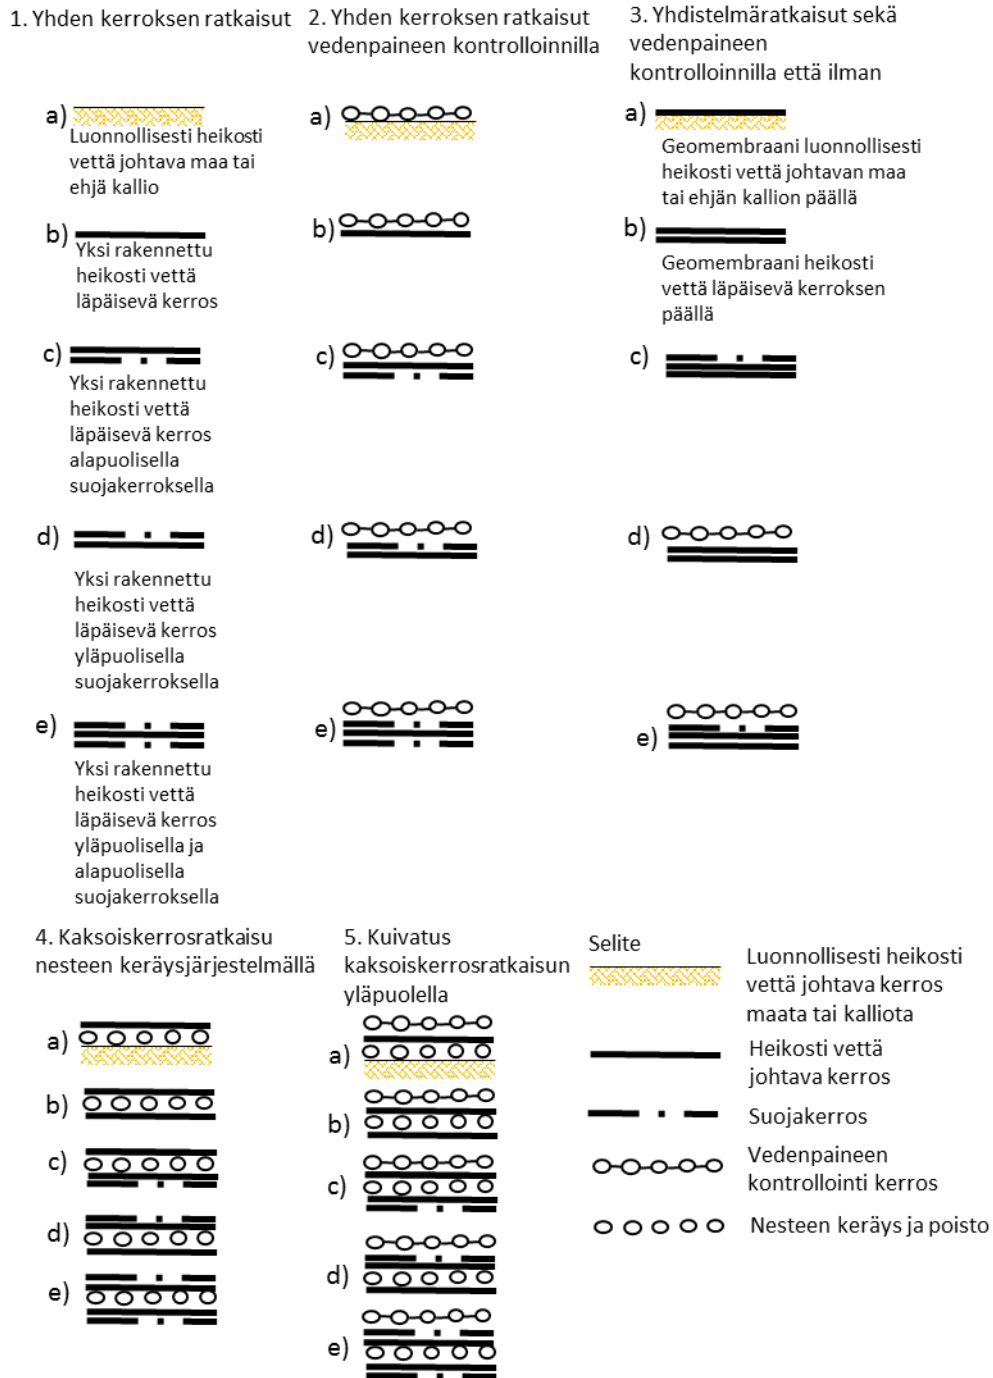 1. Yhden kerroksen ratkaisut
a)
Luonnollisesti heikosti
vettä johtava maa tai
ehjä kallio
b)
Yksi rakennettu
heikosti vettä
läpäisevä kerros
c)
Yksi rakennettu
heikosti vettä
läpäisevä kerros
alapuolisella
suojakerroksella
d)
Yksi rakennettu
heikosti vettä
läpäisevä kerros
yläpuolisella
suojakerroksella
e)
Yksi rakennettu
heikosti vettä
läpäisevä kerros
yläpuolisella ja
alapuolisella
suojakerroksella
2. Yhden kerroksen ratkaisut
vedenpaineen kontrolloinnilla
a)
b)
c)
d)
e)
3. Yhdistelmäratkaisut sekä
vedenpaineen
kontrolloinnilla että ilman
a)
Geomembraani luonnollisesti
heikosti vettä johtavan maa
tai ehjän kallion päällä
b)
Geomembraani heikosti
vettä läpäisevä kerroksen
päällä
c)
d)
e)
4. Kaksoiskerrosratkaisu
nesteen keräysjärjestelmällä
a)
b)
c)
d)
e)
5. Kuivatus
kaksoiskerrosratkaisun
yläpuolella
a)
b)
c)
d)
e)
Selite
Luonnollisesti heikosti
vettä johtava kerros
maata tai kalliota
Heikosti vettä
johtava kerros
Suojakerros
Vedenpaineen
kontrollointi kerros
Nesteen keräys ja poisto